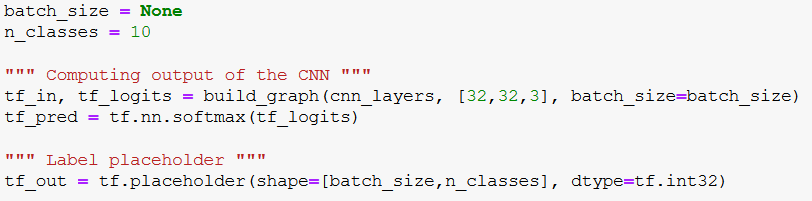 batch_size = None
n_classes = 10
""" Computing output of the CNN """
tf_in, tf_logits = build_graph(cnn_layers, [32,32,3], batch_size=batch_size)
tf_pred = tf.nn.softmax(tf_logits)
""" Label placeholder """
tf_out = tf.placeholder(shape=[batch_size,n_classes], dtype=tf.int32)